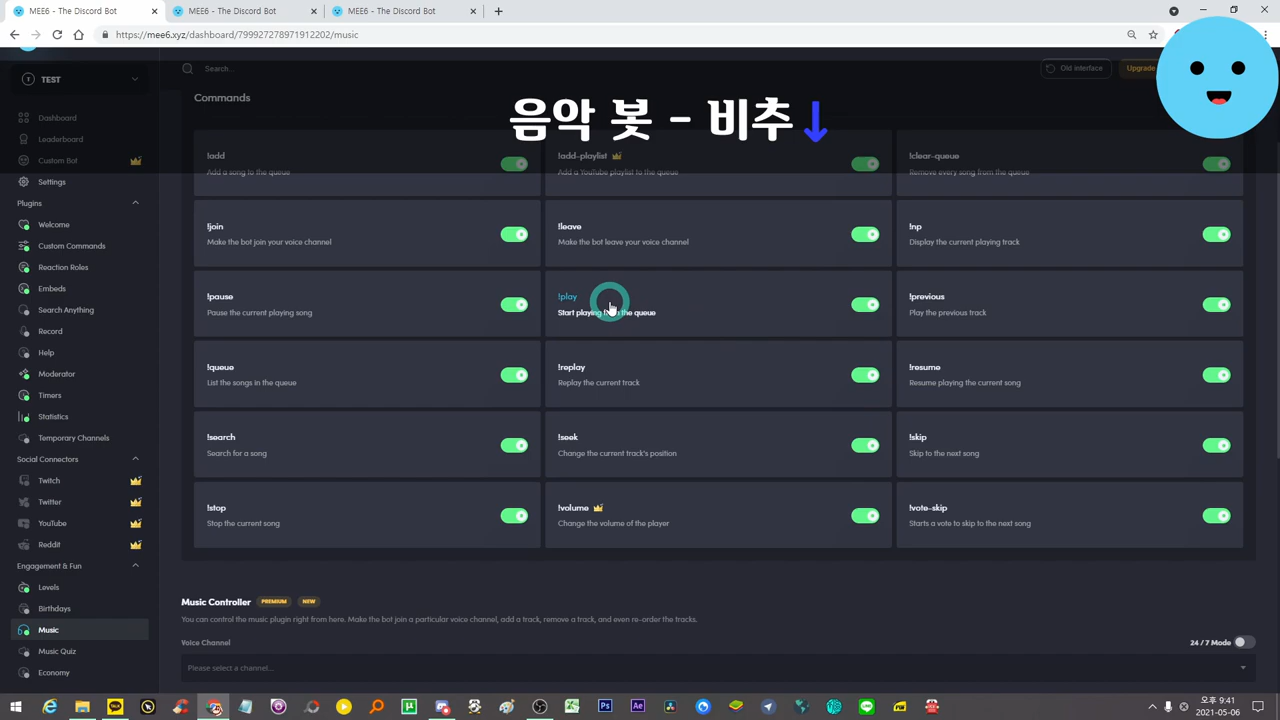 MEE6 - The Discord Bot
MEE6 - The Discord Bot
MEE6 - The Discord Bot
https://mee6.xyz/dashboard/799927278971912202/music
T
TEST
Search...
Old interface
Upgrade
음악 봇 - 비추↓
Dashboard
Leaderboard
Custom Bot
Settings
Plugins
Welcome
Custom Commands
Reaction Roles
Embeds
Search Anything
Record
Help
Moderator
Timers
Statistics
Temporary Channels
Social Connectors
Twitch
Twitter
YouTube
Reddit
Engagement & Fun
Levels
Birthdays
Music
Music Quiz
Economy
Commands
!add
Add a song to the queue
!add-playlist
Add a YouTube playlist to the queue
!clear-queue
Remove every song from the queue
!join
Make the bot join your voice channel
!leave
Make the bot leave your voice channel
!np
Display the current playing track
!pause
Pause the current playing song
!play
Start playing from the queue
!previous
Play the previous track
!queue
List the songs in the queue
!replay
Replay the current track
!resume
Resume playing the current song
!search
Search for a song
!seek
Change the current track's position
!skip
Skip to the next song
!stop
Stop the current song
!volume
Change the volume of the player
!vote-skip
Starts a vote to skip to the next song
Music Controller PREMIUM NEW
You can control the music plugin right from here. Make the bot join a particular voice channel, add a track, remove a track, and even re-order the tracks.
Voice Channel
24 / 7 Mode
Please select a channel...
오후 9:41
2021-05-06